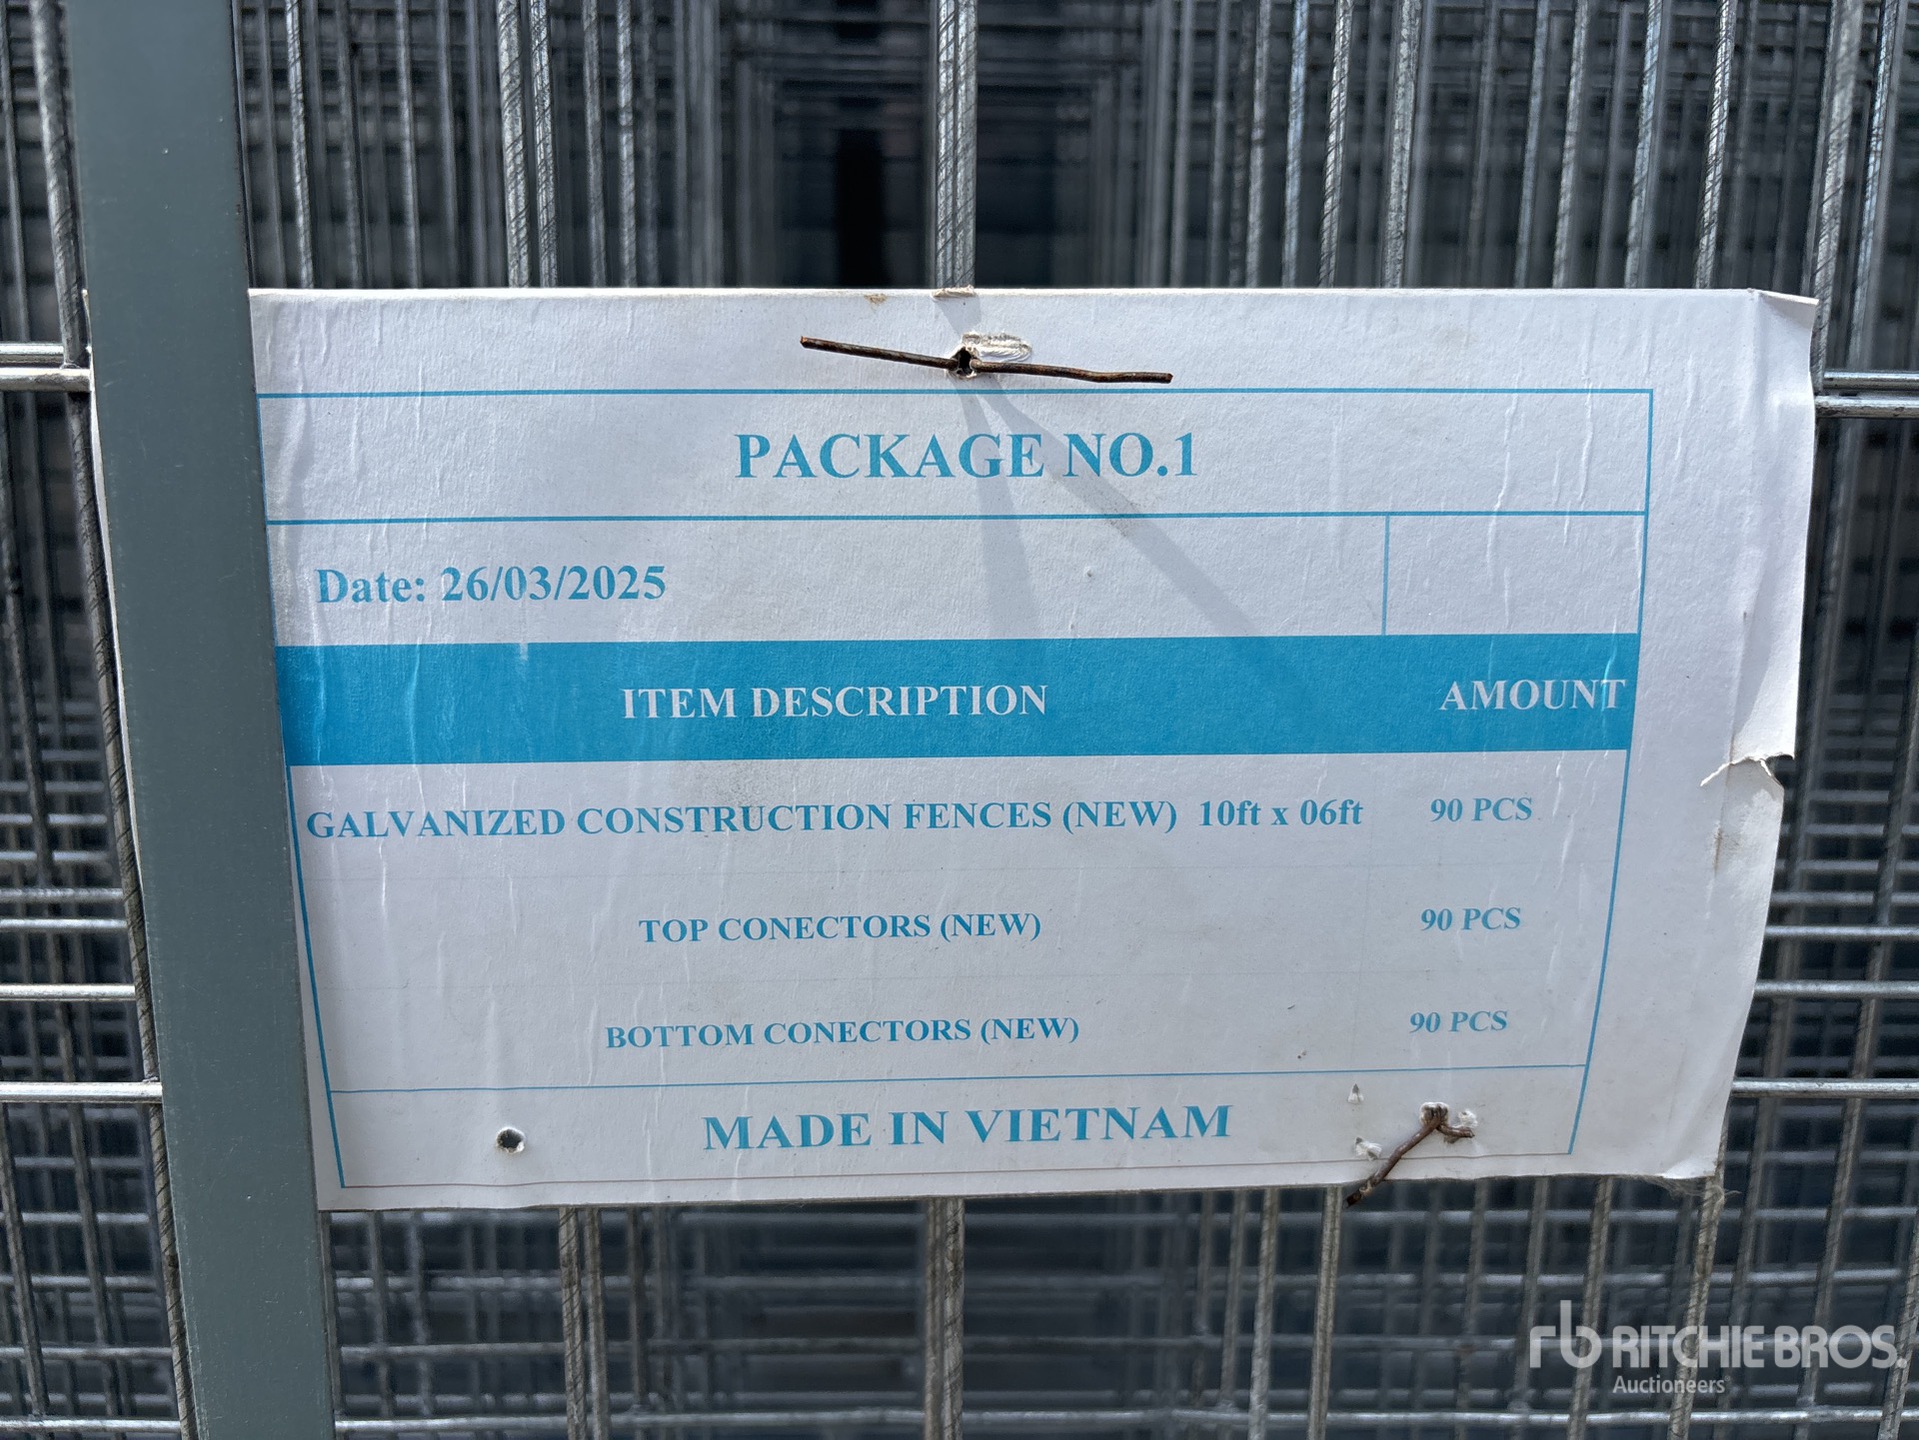 PACKAGE NO.1
Date: 26/03/2025
ITEM DESCRIPTION AMOUNT
GALVANIZED CONSTRUCTION FENCES (NEW) 10ft x 06ft 90 PCS
TOP CONECTORS (NEW) 90 PCS
BOTTOM CONECTORS (NEW) 90 PCS
MADE IN VIETNAM
rb RITCHIE BROS.
Auctioneers